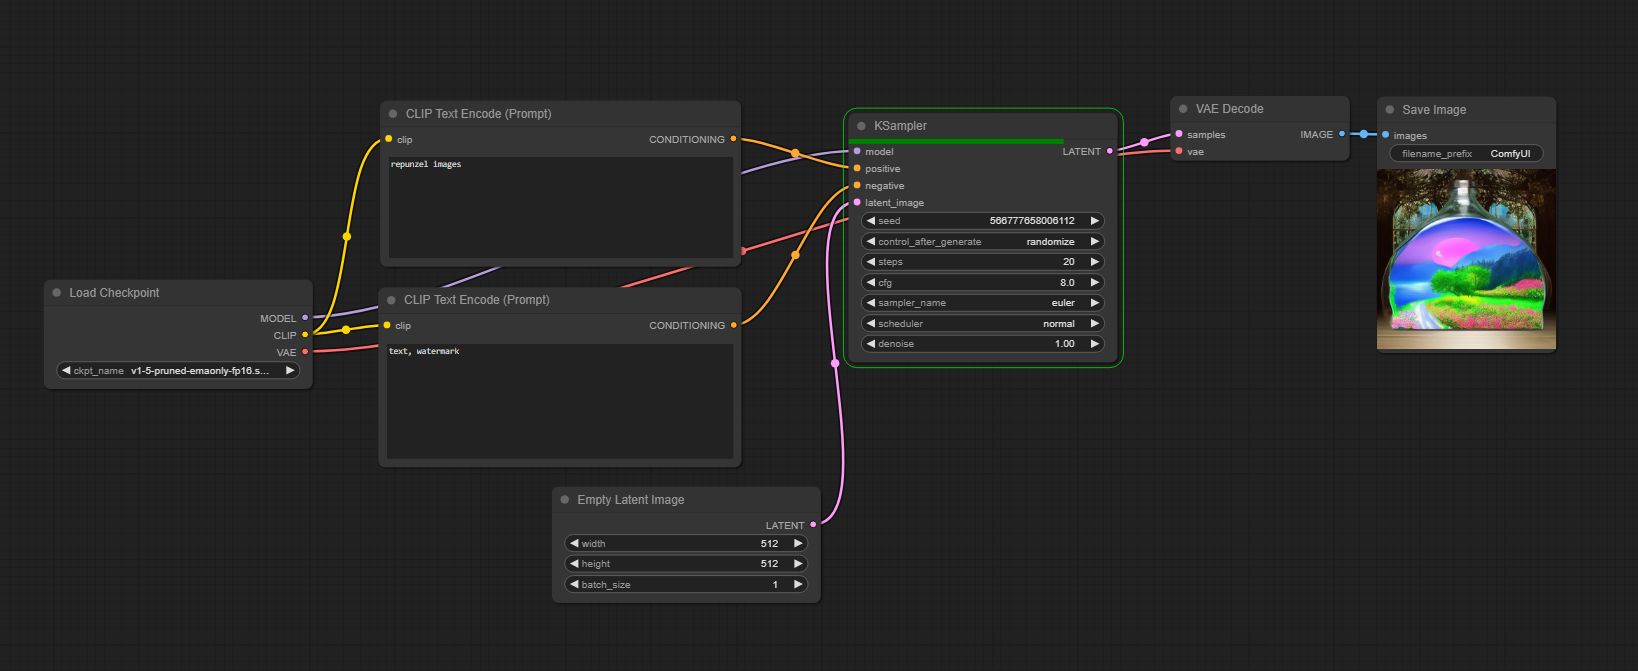 Load Checkpoint
MODEL
CLIP
VAE
ckpt_name v1-5-pruned-emaonly-fp16.s...
CLIP Text Encode (Prompt)
clip CONDITIONING
repunzel images
CLIP Text Encode (Prompt)
clip CONDITIONING
text, watermark
Empty Latent Image
LATENT
width 512
height 512
batch_size 1
KSampler
model LATENT
positive
negative
latent_image
seed 566777658006112
control_after_generate randomize
steps 20
cfg 8.0
sampler_name euler
scheduler normal
denoise 1.00
VAE Decode
samples IMAGE
vae
Save Image
images
filename_prefix ComfyUI